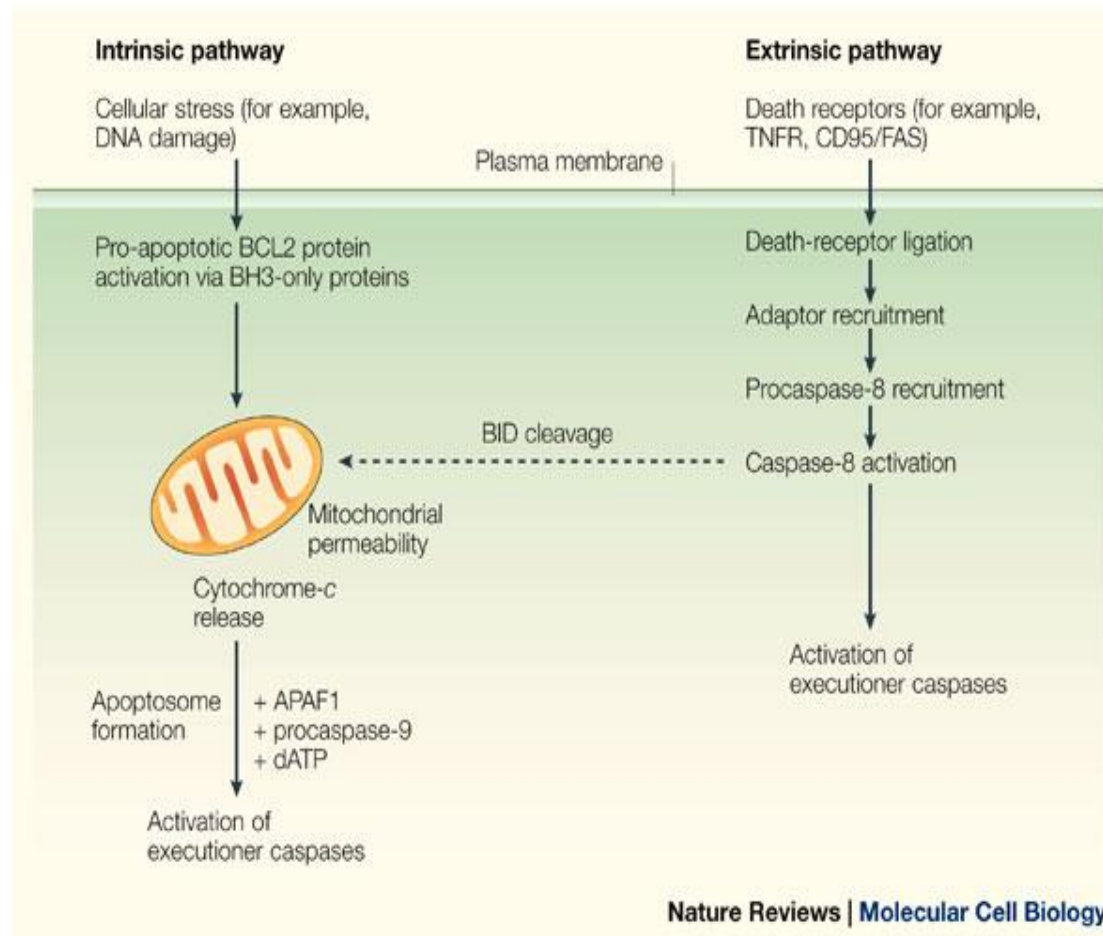 Intrinsic pathway
Cellular stress (for example,
DNA damage)
Extrinsic pathway
Death receptors (for example,
TNFR, CD95/FAS)
Plasma membrane
Pro-apoptotic BCL2 protein
activation via BH3-only proteins
Death-receptor ligation
Adaptor recruitment
Procaspase-8 recruitment
BID cleavage
Caspase-8 activation
Mitochondrial
permeability
Cytochrome-c
release
Apoptosome
formation
+ APAF1
+ procaspase-9
+ dATP
Activation of
executioner caspases
Activation of
executioner caspases
Nature Reviews | Molecular Cell Biology